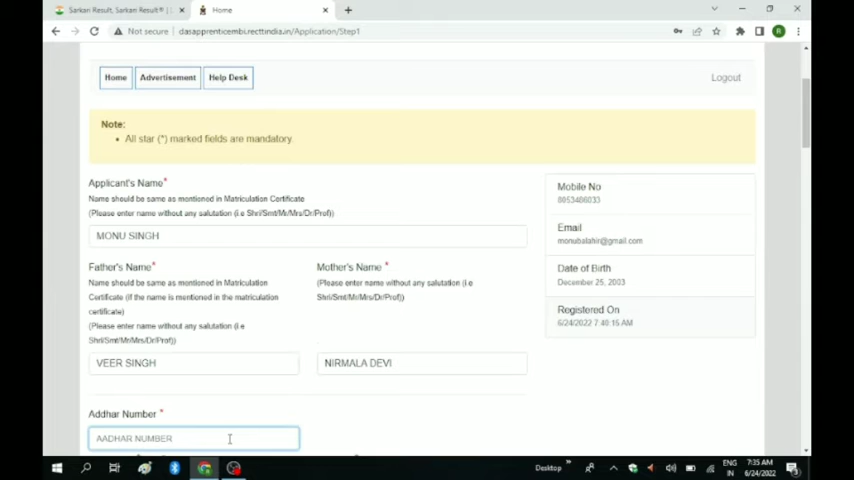 Sarkari Result, Sarkari Result® | 
Home
Not secure | dasapprenticembi.recttindia.in/Application/Step1
R
Home
Advertisement
Help Desk
Logout
Note:
• All star (*) marked fields are mandatory
Applicant's Name*
Name should be same as mentioned in Matriculation Certificate
(Please enter name without any salutation (i.e Shri/Smt/Mr/Mrs/Dr/Prof))
MONU SINGH
Father's Name*
Name should be same as mentioned in Matriculation
Certificate (if the name is mentioned in the matriculation
certificate)
(Please enter name without any salutation (i.e
Shri/Smt/Mr/Mrs/Dr/Prof))
VEER SINGH
Mother's Name *
(Please enter name without any salutation (i.e
Shri/Smt/Mr/Mrs/Dr/Prof))
NIRMALA DEVI
Addhar Number *
AADHAR NUMBER
Mobile No
8053406033
Email
monubalahir@gmail.com
Date of Birth
December 25, 2003
Registered On
6/24/2022 7:40:15 AM
Desktop
ENG
IN
7:35 AM
6/24/2022
3